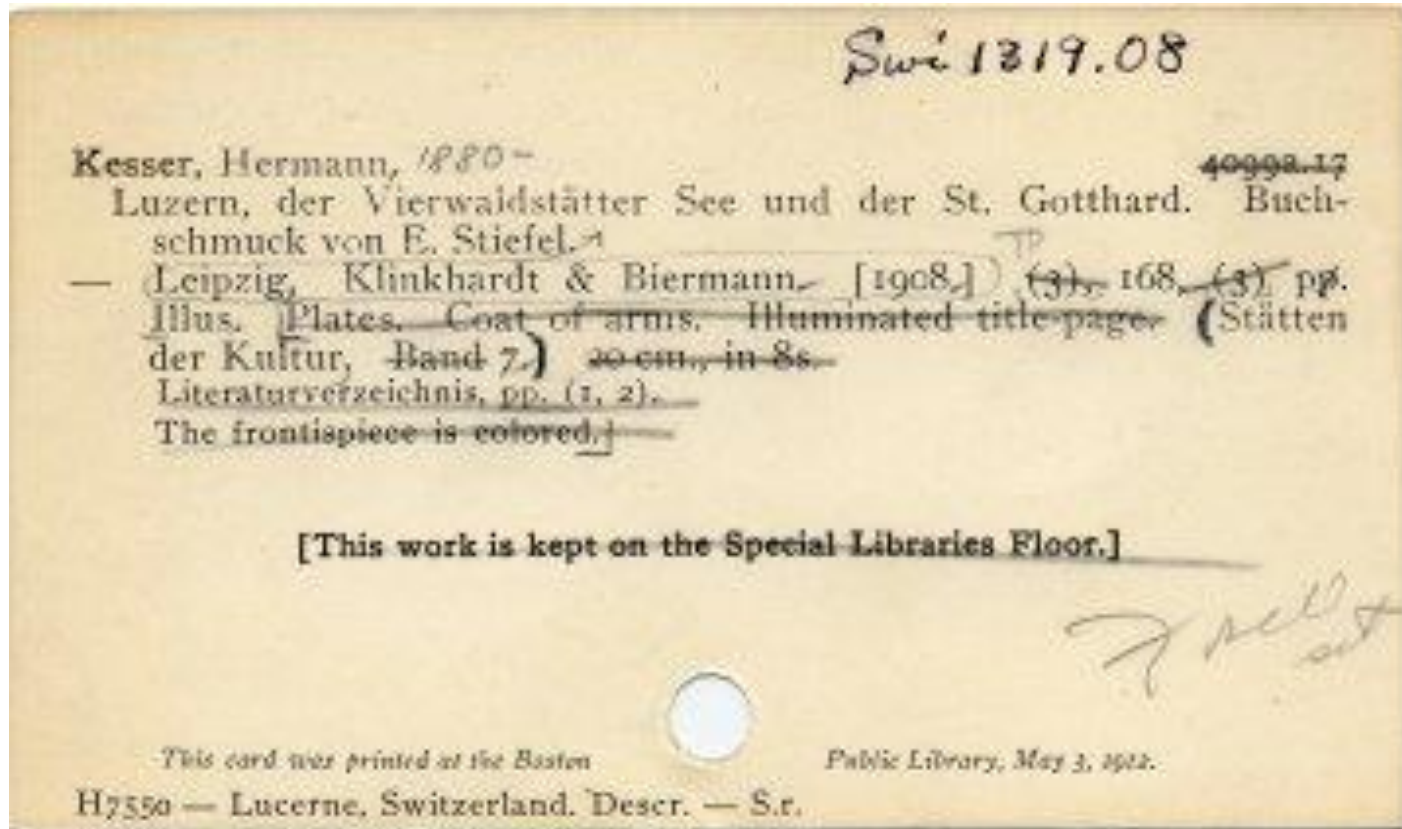 Swi 1319.08
Kesser, Hermann, 1880- 40998.17
Luzern, der Vierwaldstätter See und der St. Gotthard. Buch-
schmuck von E. Stiefel.
— (Leipzig, Klinkhardt & Biermann. [1908.]) (3), 168, (3) pp.
Illus. [Plates. Coat of arms. Illuminated title-page. (Stätten
der Kultur, Band 7.) 20 cm., in 8s.
Literaturverzeichnis, pp. (1, 2).
The frontispiece is colored.]
[This work is kept on the Special Libraries Floor.]
This card was printed at the Boston Public Library, May 3, 1912.
H7550 — Lucerne, Switzerland. Descr. — S.r.